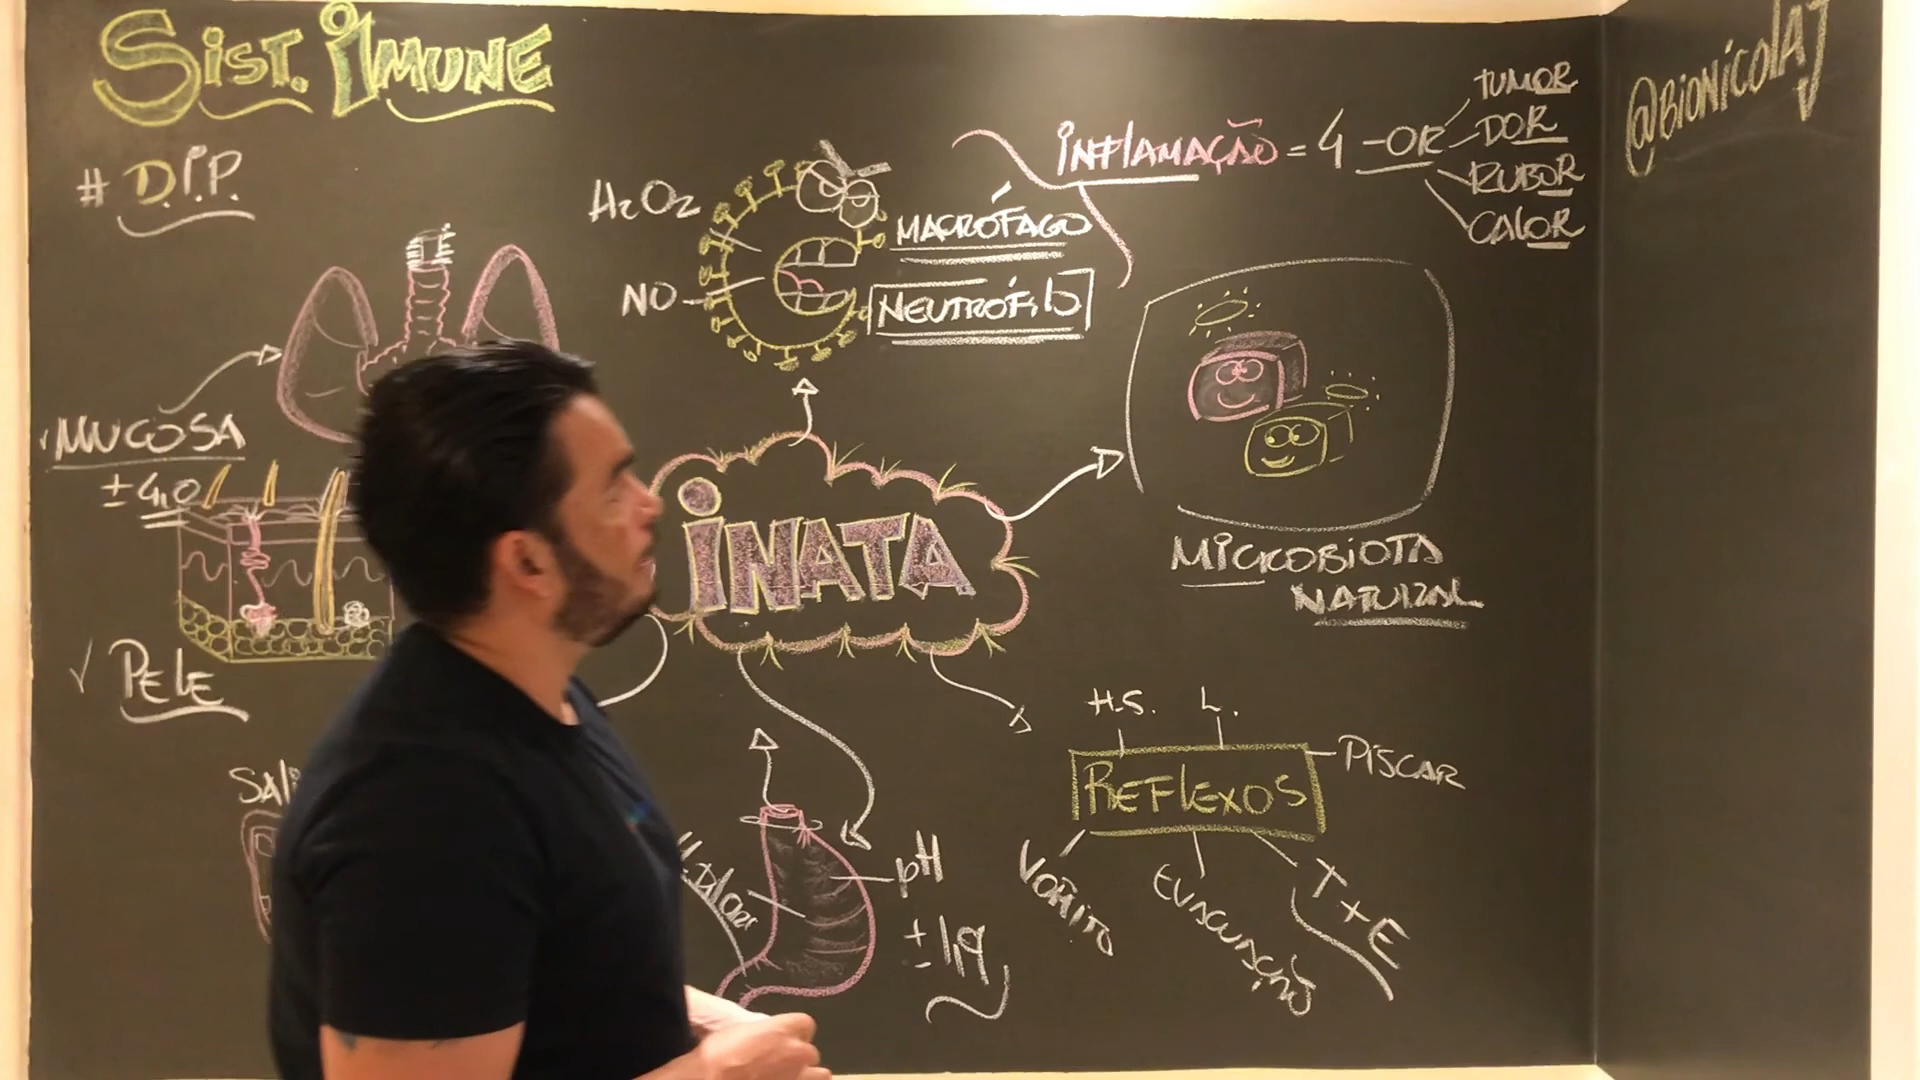 SIST. IMUNE
# D.I.P.
MUCOSA
± 4,0
PELE
SALI
H2O2
NO
MACRÓFAGO
NEUTRÓFILO
INFLAMAÇÃO = 4 -OR
TUMOR
DOR
RUBOR
CALOR
@BIONICOLAJ
INATA
MICROBIOTA
NATURAL
pH
± 1,9
H.S.
L.
PISCAR
REFLEXOS
VÔMITO
EVACUAÇÃO
T+E